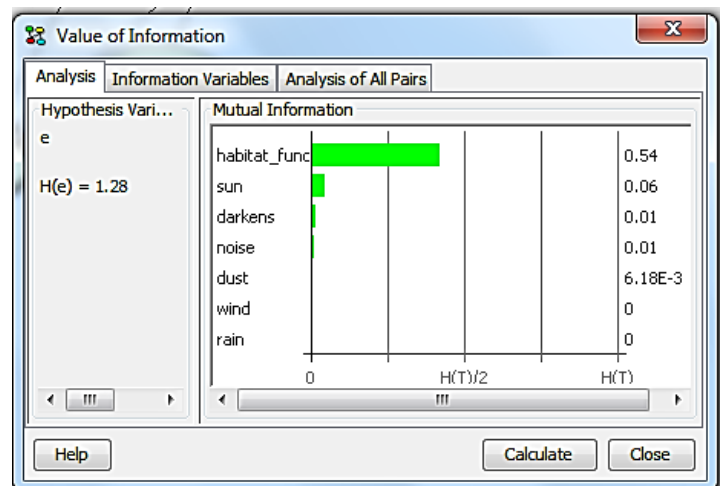 Value of Information
Analysis
Information Variables
Analysis of All Pairs
Hypothesis Vari...
e
H(e) = 1.28
Mutual Information
habitat_func 0.54
sun 0.06
darkens 0.01
noise 0.01
dust 6.18E-3
wind 0
rain 0
0 H(T)/2 H(T)
Help
Calculate
Close